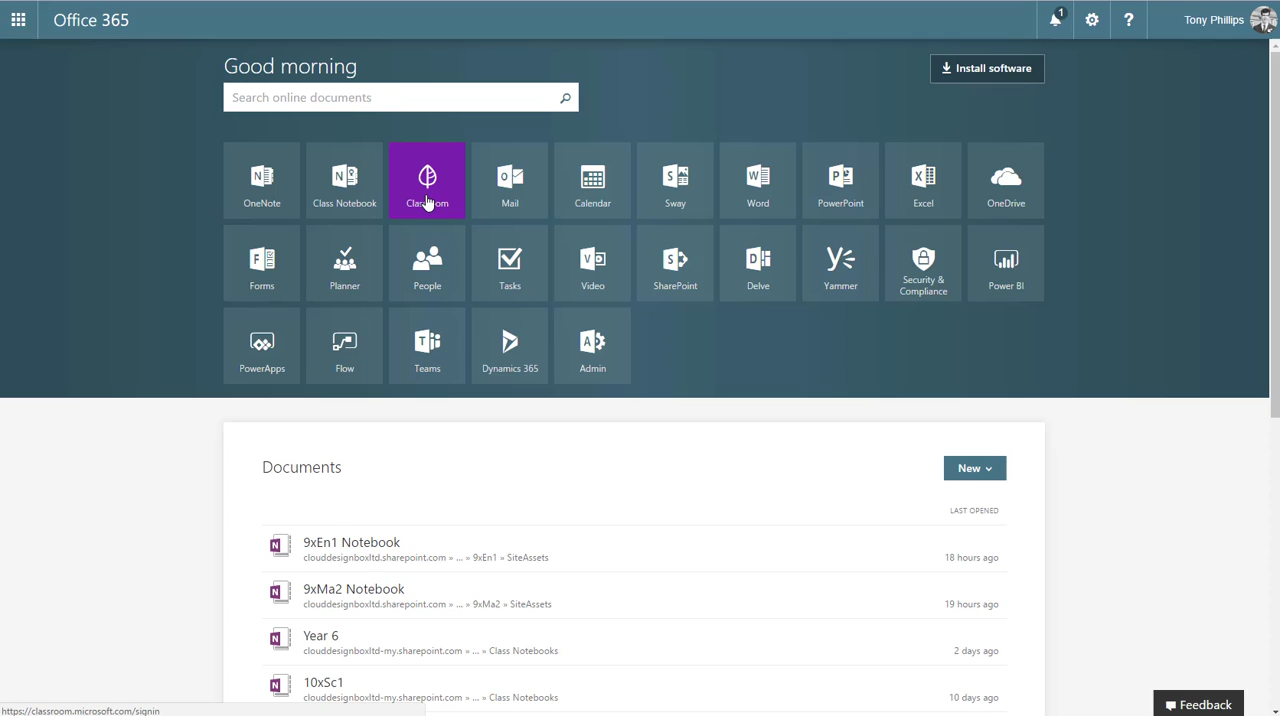 Office 365
1
?
Tony Phillips
Good morning
Install software
Search online documents
OneNote
Class Notebook
Classroom
Mail
Calendar
Sway
Word
PowerPoint
Excel
OneDrive
Forms
Planner
People
Tasks
Video
SharePoint
Delve
Yammer
Security &
Compliance
Power BI
PowerApps
Flow
Teams
Dynamics 365
Admin
Documents
New
LAST OPENED
9xEn1 Notebook
clouddesignboxltd.sharepoint.com » ... » 9xEn1 » SiteAssets
18 hours ago
9xMa2 Notebook
clouddesignboxltd.sharepoint.com » ... » 9xMa2 » SiteAssets
19 hours ago
Year 6
clouddesignboxltd-my.sharepoint.com » ... » Class Notebooks
2 days ago
10xSc1
clouddesignboxltd-my.sharepoint.com » ... » Class Notebooks
10 days ago
Feedback
https://classroom.microsoft.com/signin